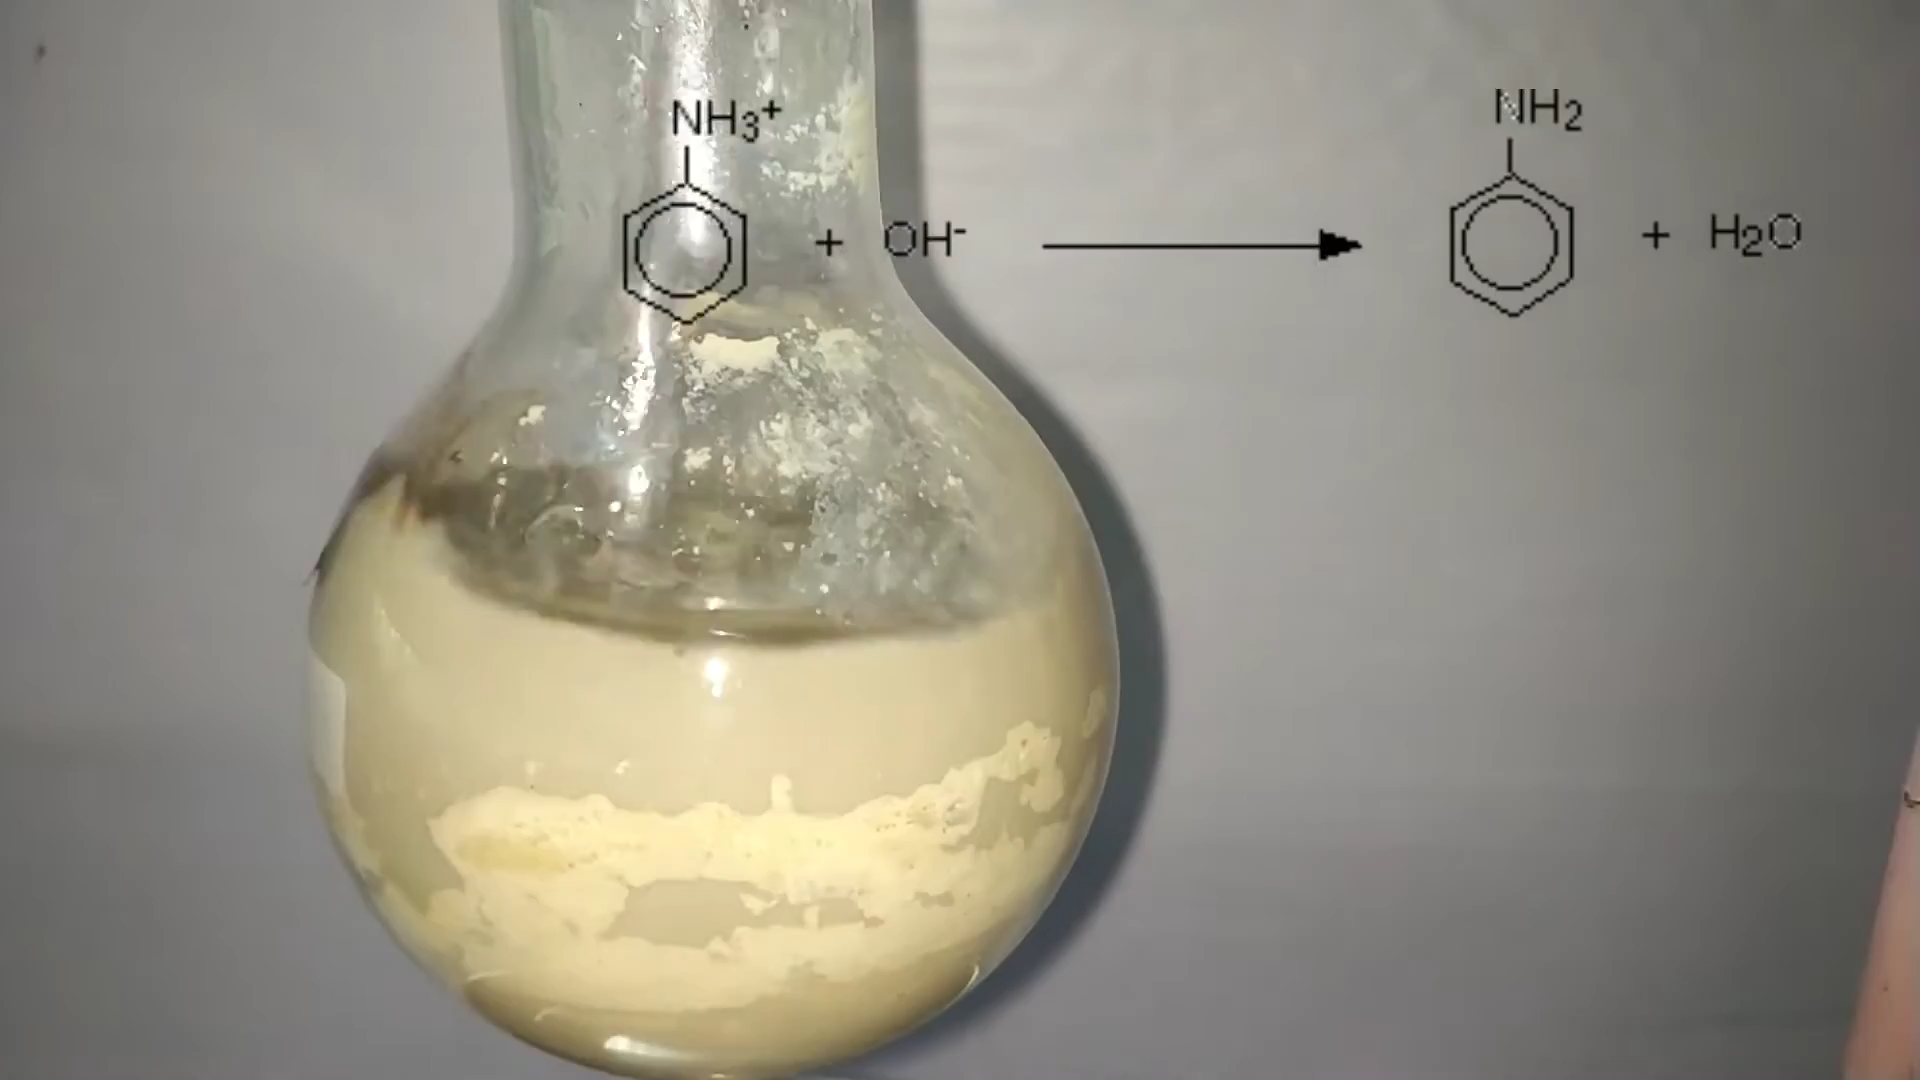 NH3+ NH2
+ OH- + H2O